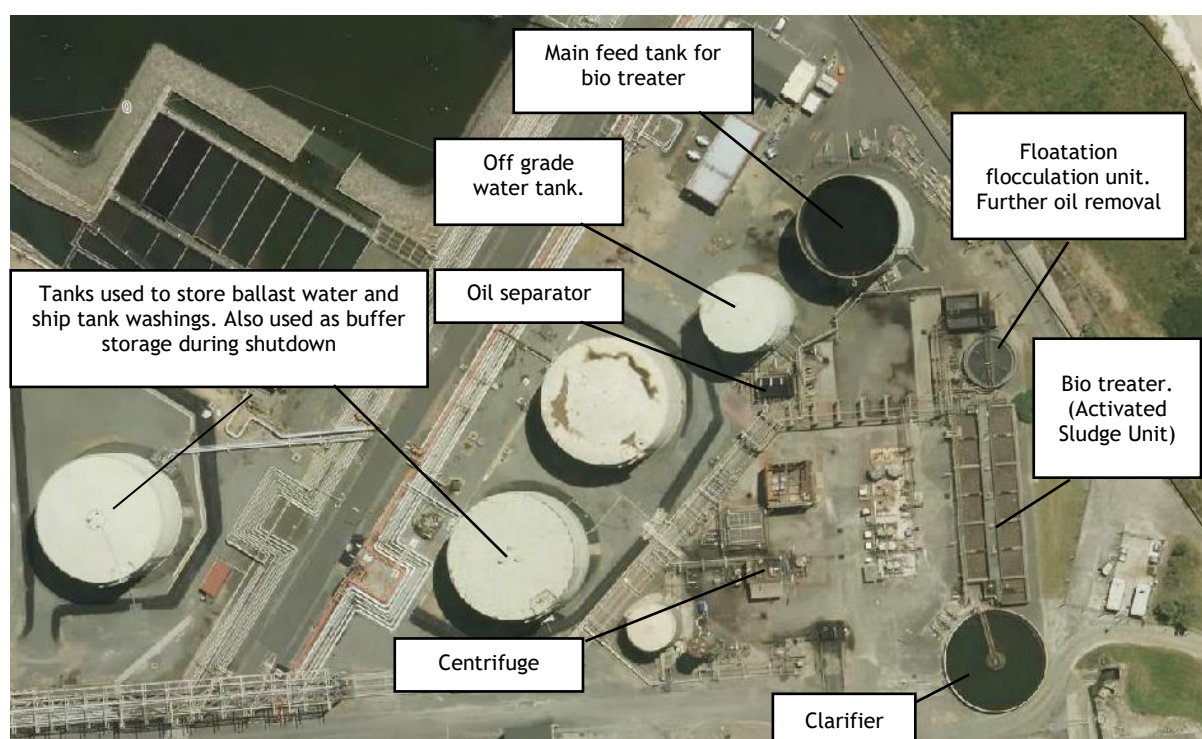 Main feed tank for
bio treater
Off grade
water tank.
Floatation
flocculation unit.
Further oil removal
Tanks used to store ballast water and
ship tank washings. Also used as buffer
storage during shutdown
Oil separator
Bio treater.
(Activated
Sludge Unit)
Centrifuge
Clarifier